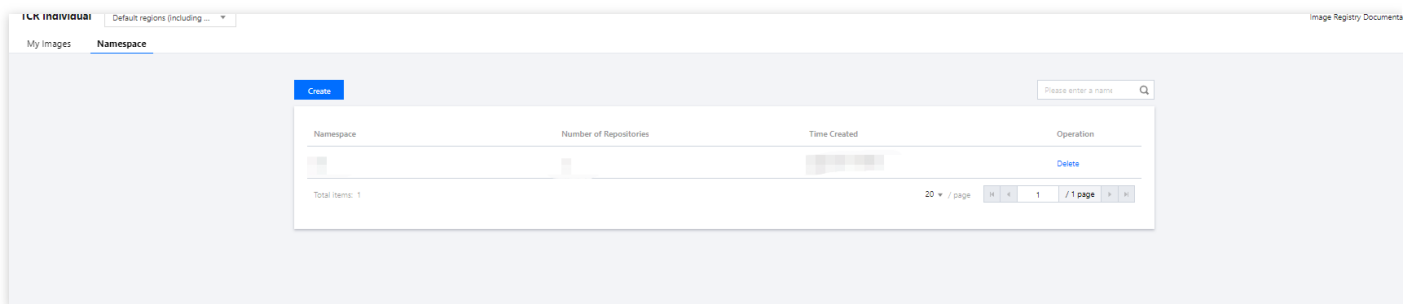 TCR Individual Default regions (including ...
Image Registry Documenta
My Images Namespace
Create
Please enter a nam
Namespace Number of Repositories Time Created Operation
Delete
Total items: 1
20 / page 1 / 1 page